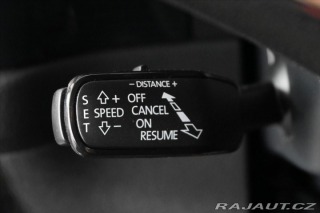 − DISTANCE +
S ⇧+ OFF
E SPEED CANCEL
T ⇩− ON
RESUME
RAJAUT.CZ